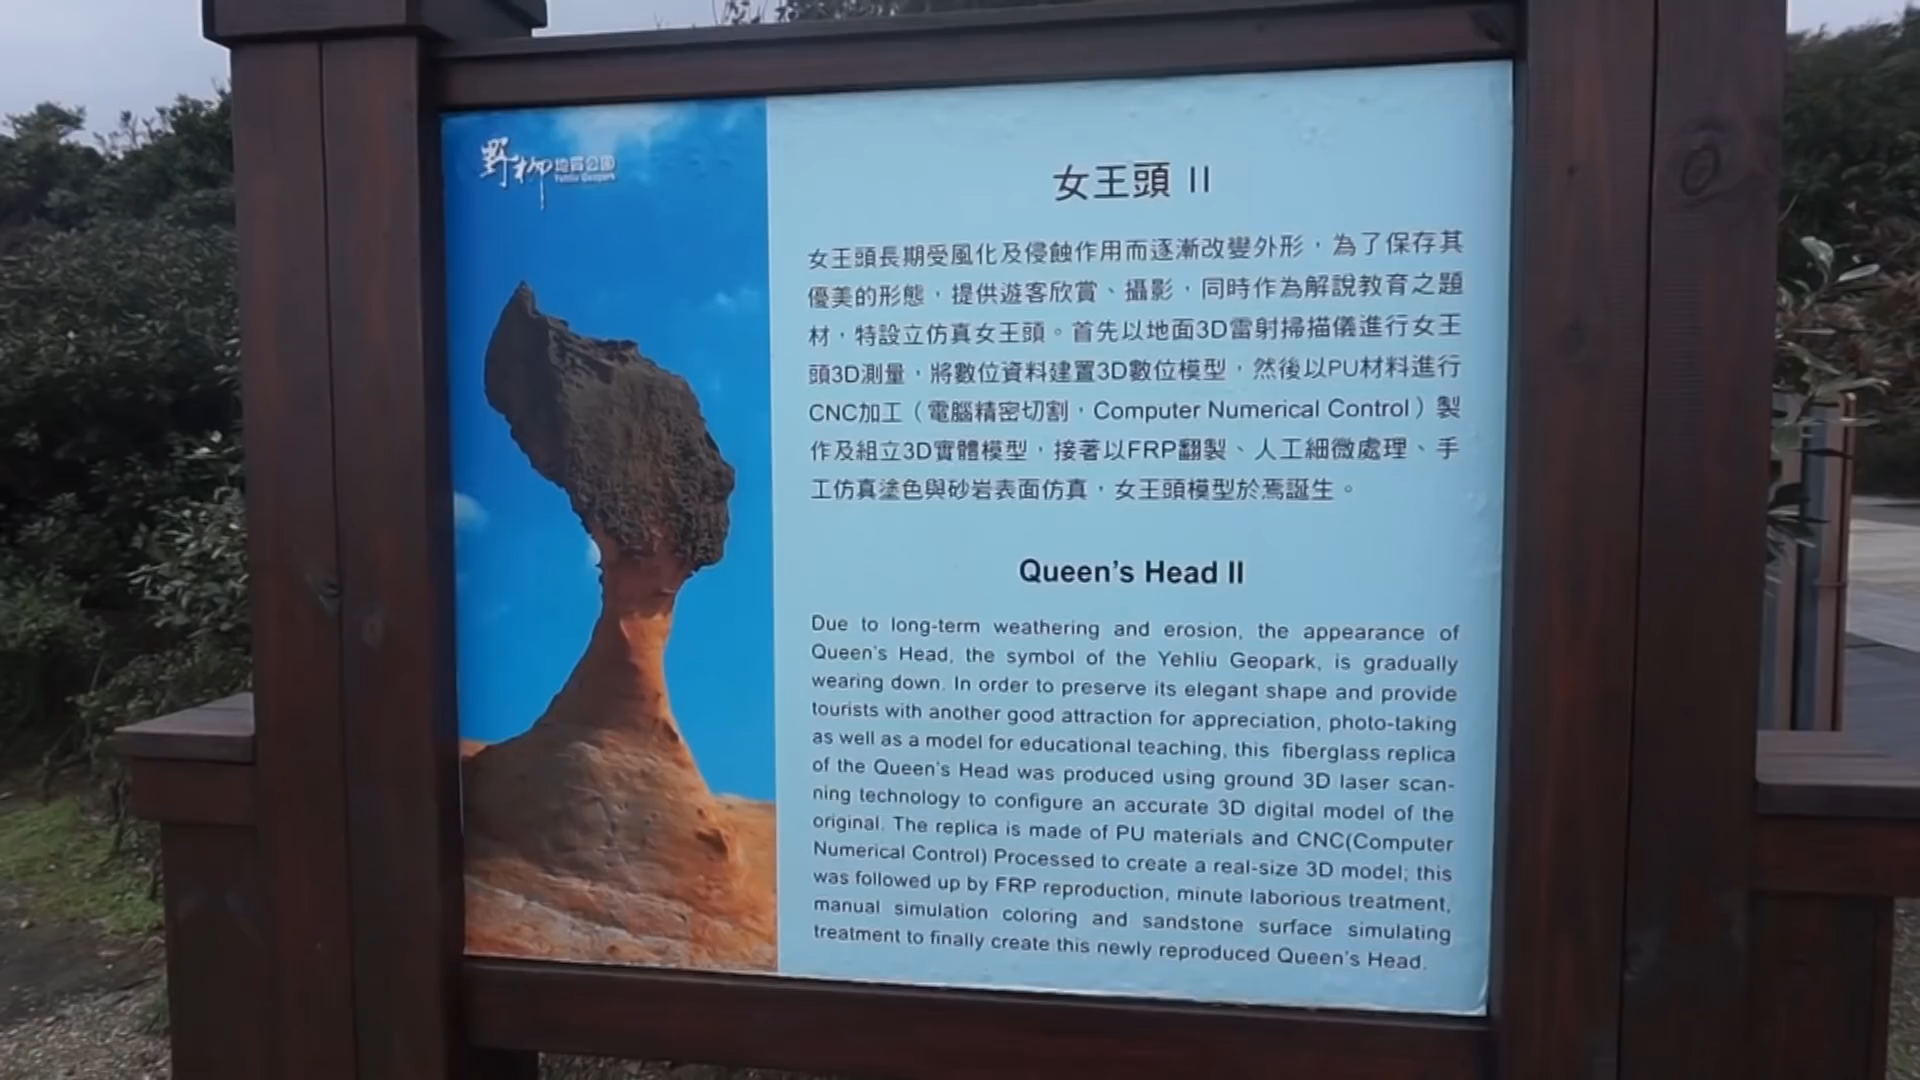 野柳 地質公園
Yehliu Geopark
女王頭 II
女王頭長期受風化及侵蝕作用而逐漸改變外形，為了保存其
優美的形態，提供遊客欣賞、攝影，同時作為解說教育之題
材，特設立仿真女王頭。首先以地面3D雷射掃描儀進行女王
頭3D測量，將數位資料建置3D數位模型，然後以PU材料進行
CNC加工（電腦精密切割，Computer Numerical Control）製
作及組立3D實體模型，接著以FRP翻製、人工細微處理、手
工仿真塗色與砂岩表面仿真，女王頭模型於焉誕生。
Queen's Head II
Due to long-term weathering and erosion, the appearance of
Queen's Head, the symbol of the Yehliu Geopark, is gradually
wearing down. In order to preserve its elegant shape and provide
tourists with another good attraction for appreciation, photo-taking
as well as a model for educational teaching, this fiberglass replica
of the Queen's Head was produced using ground 3D laser scan-
ning technology to configure an accurate 3D digital model of the
original. The replica is made of PU materials and CNC(Computer
Numerical Control) Processed to create a real-size 3D model; this
was followed up by FRP reproduction, minute laborious treatment,
manual simulation coloring and sandstone surface simulating
treatment to finally create this newly reproduced Queen's Head.